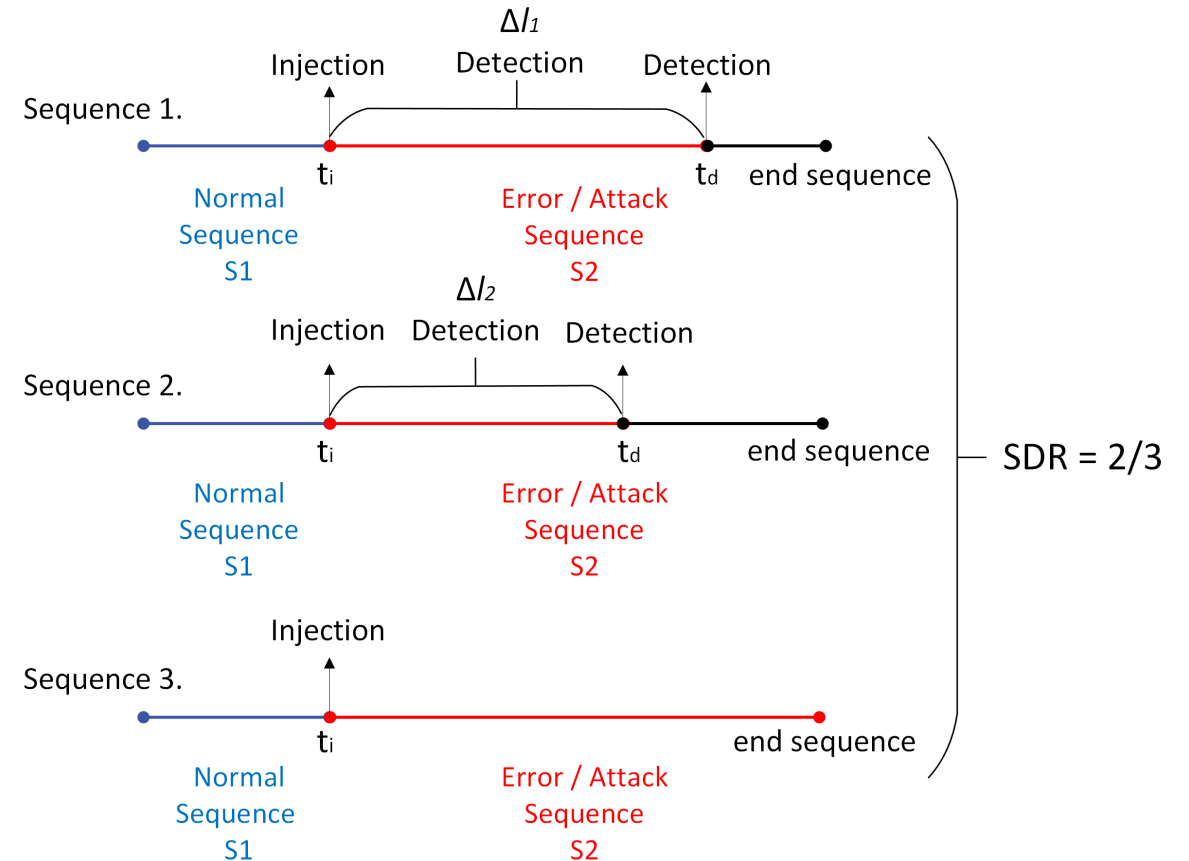 Δl1
Injection Detection Detection
Sequence 1.
ti td end sequence
Normal Error / Attack
Sequence Sequence
S1 S2
Δl2
Injection Detection Detection
Sequence 2.
ti td end sequence
Normal Error / Attack
Sequence Sequence
S1 S2
SDR = 2/3
Injection
Sequence 3.
ti end sequence
Normal Error / Attack
Sequence Sequence
S1 S2